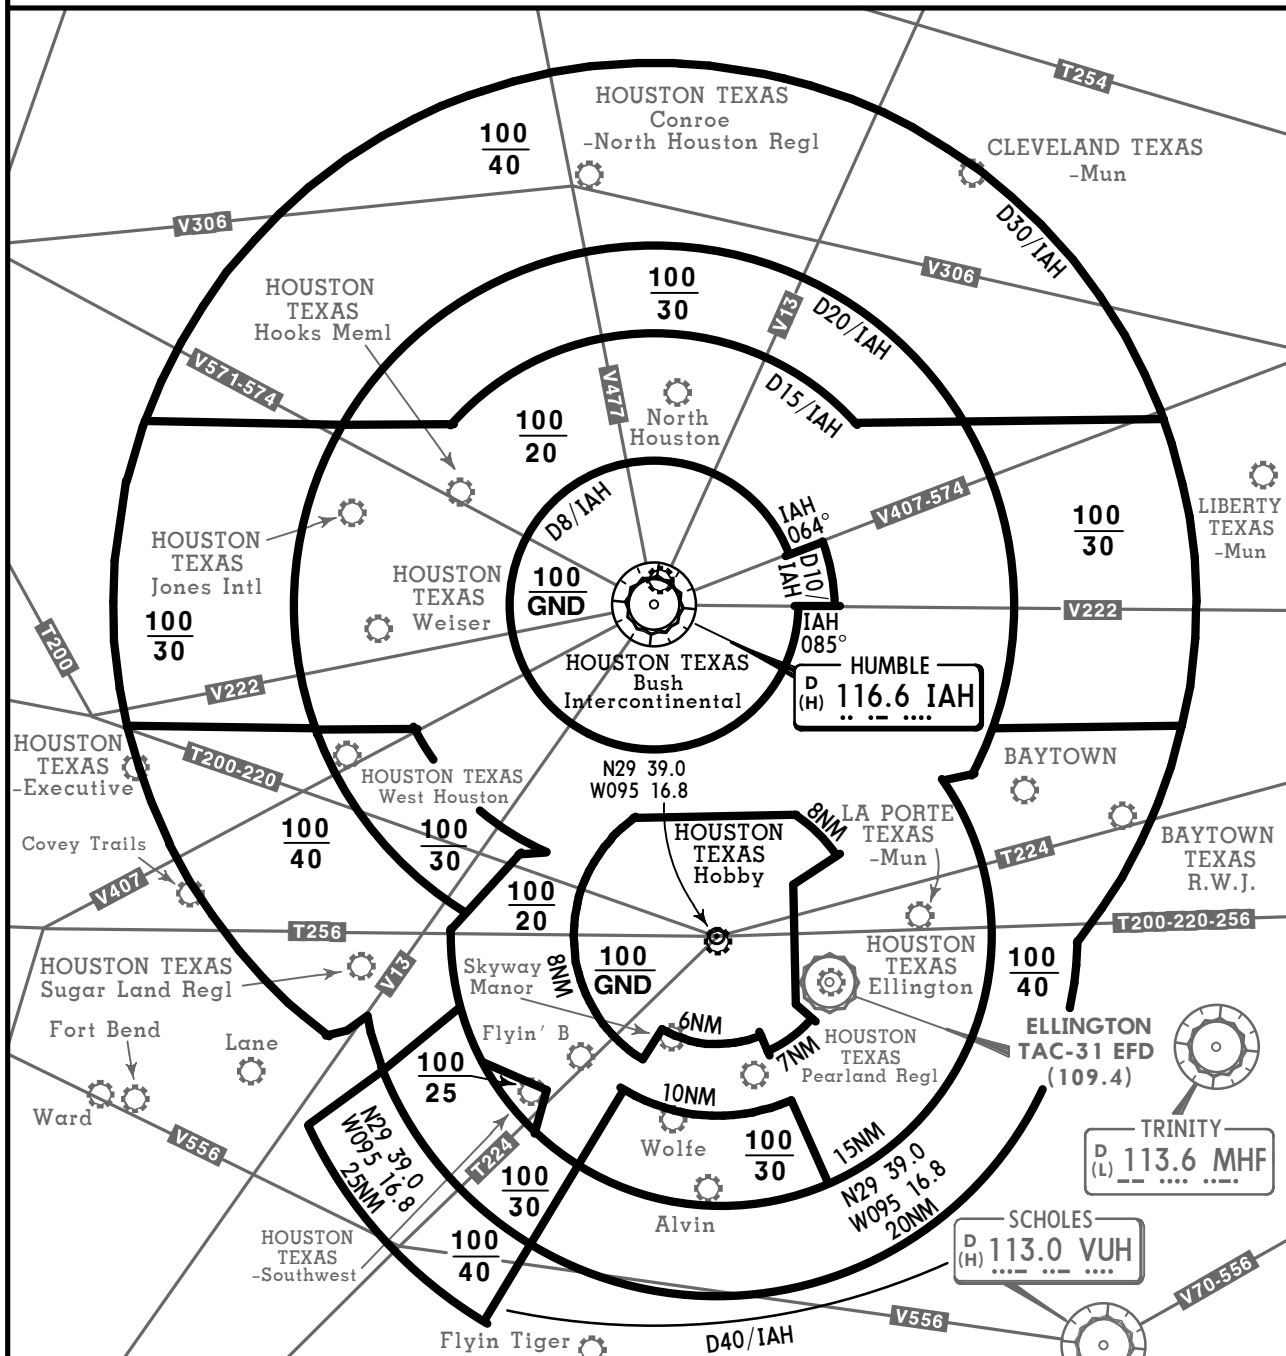 T254
HOUSTON TEXAS
Conroe
-North Houston Regl
100
40
CLEVELAND TEXAS
-Mun
V306
D30/IAH
V306
HOUSTON
TEXAS
Hooks Meml
100
30
V13
D20/IAH
V571-574
V477
D15/IAH
North
Houston
100
20
D8/IAH
IAH
064°
V407-574
LIBERTY
TEXAS
-Mun
100
30
HOUSTON
TEXAS
Jones Intl
HOUSTON
TEXAS
Weiser
100
GND
D10/
IAH
IAH
085°
V222
100
30
T200
V222
HOUSTON TEXAS
Bush
Intercontinental
HUMBLE
D
(H)
116.6 IAH
·· ·– ····
HOUSTON
TEXAS
-Executive
T200-220
HOUSTON TEXAS
West Houston
N29 39.0
W095 16.8
BAYTOWN
Covey Trails
100
40
100
30
HOUSTON
TEXAS
Hobby
8NM
LA PORTE
TEXAS
-Mun
T224
BAYTOWN
TEXAS
R.W.J.
V407
100
20
T256
T200-220-256
HOUSTON TEXAS
Sugar Land Regl
V13
Skyway
Manor
8NM
100
GND
HOUSTON
TEXAS
Ellington
100
40
Fort Bend
Lane
Flyin' B
6NM
7NM
HOUSTON
TEXAS
Pearland Regl
ELLINGTON
TAC-31 EFD
(109.4)
Ward
100
25
10NM
V556
N29 39.0
W095 16.8
25NM
T224
Wolfe
100
30
15NM
TRINITY
D
(L)
113.6 MHF
–– ···· ··–·
100
30
Alvin
N29 39.0
W095 16.8
20NM
HOUSTON
TEXAS
-Southwest
100
40
SCHOLES
D
(H)
113.0 VUH
···– ··– ····
V70-556
V556
Flyin Tiger
D40/IAH